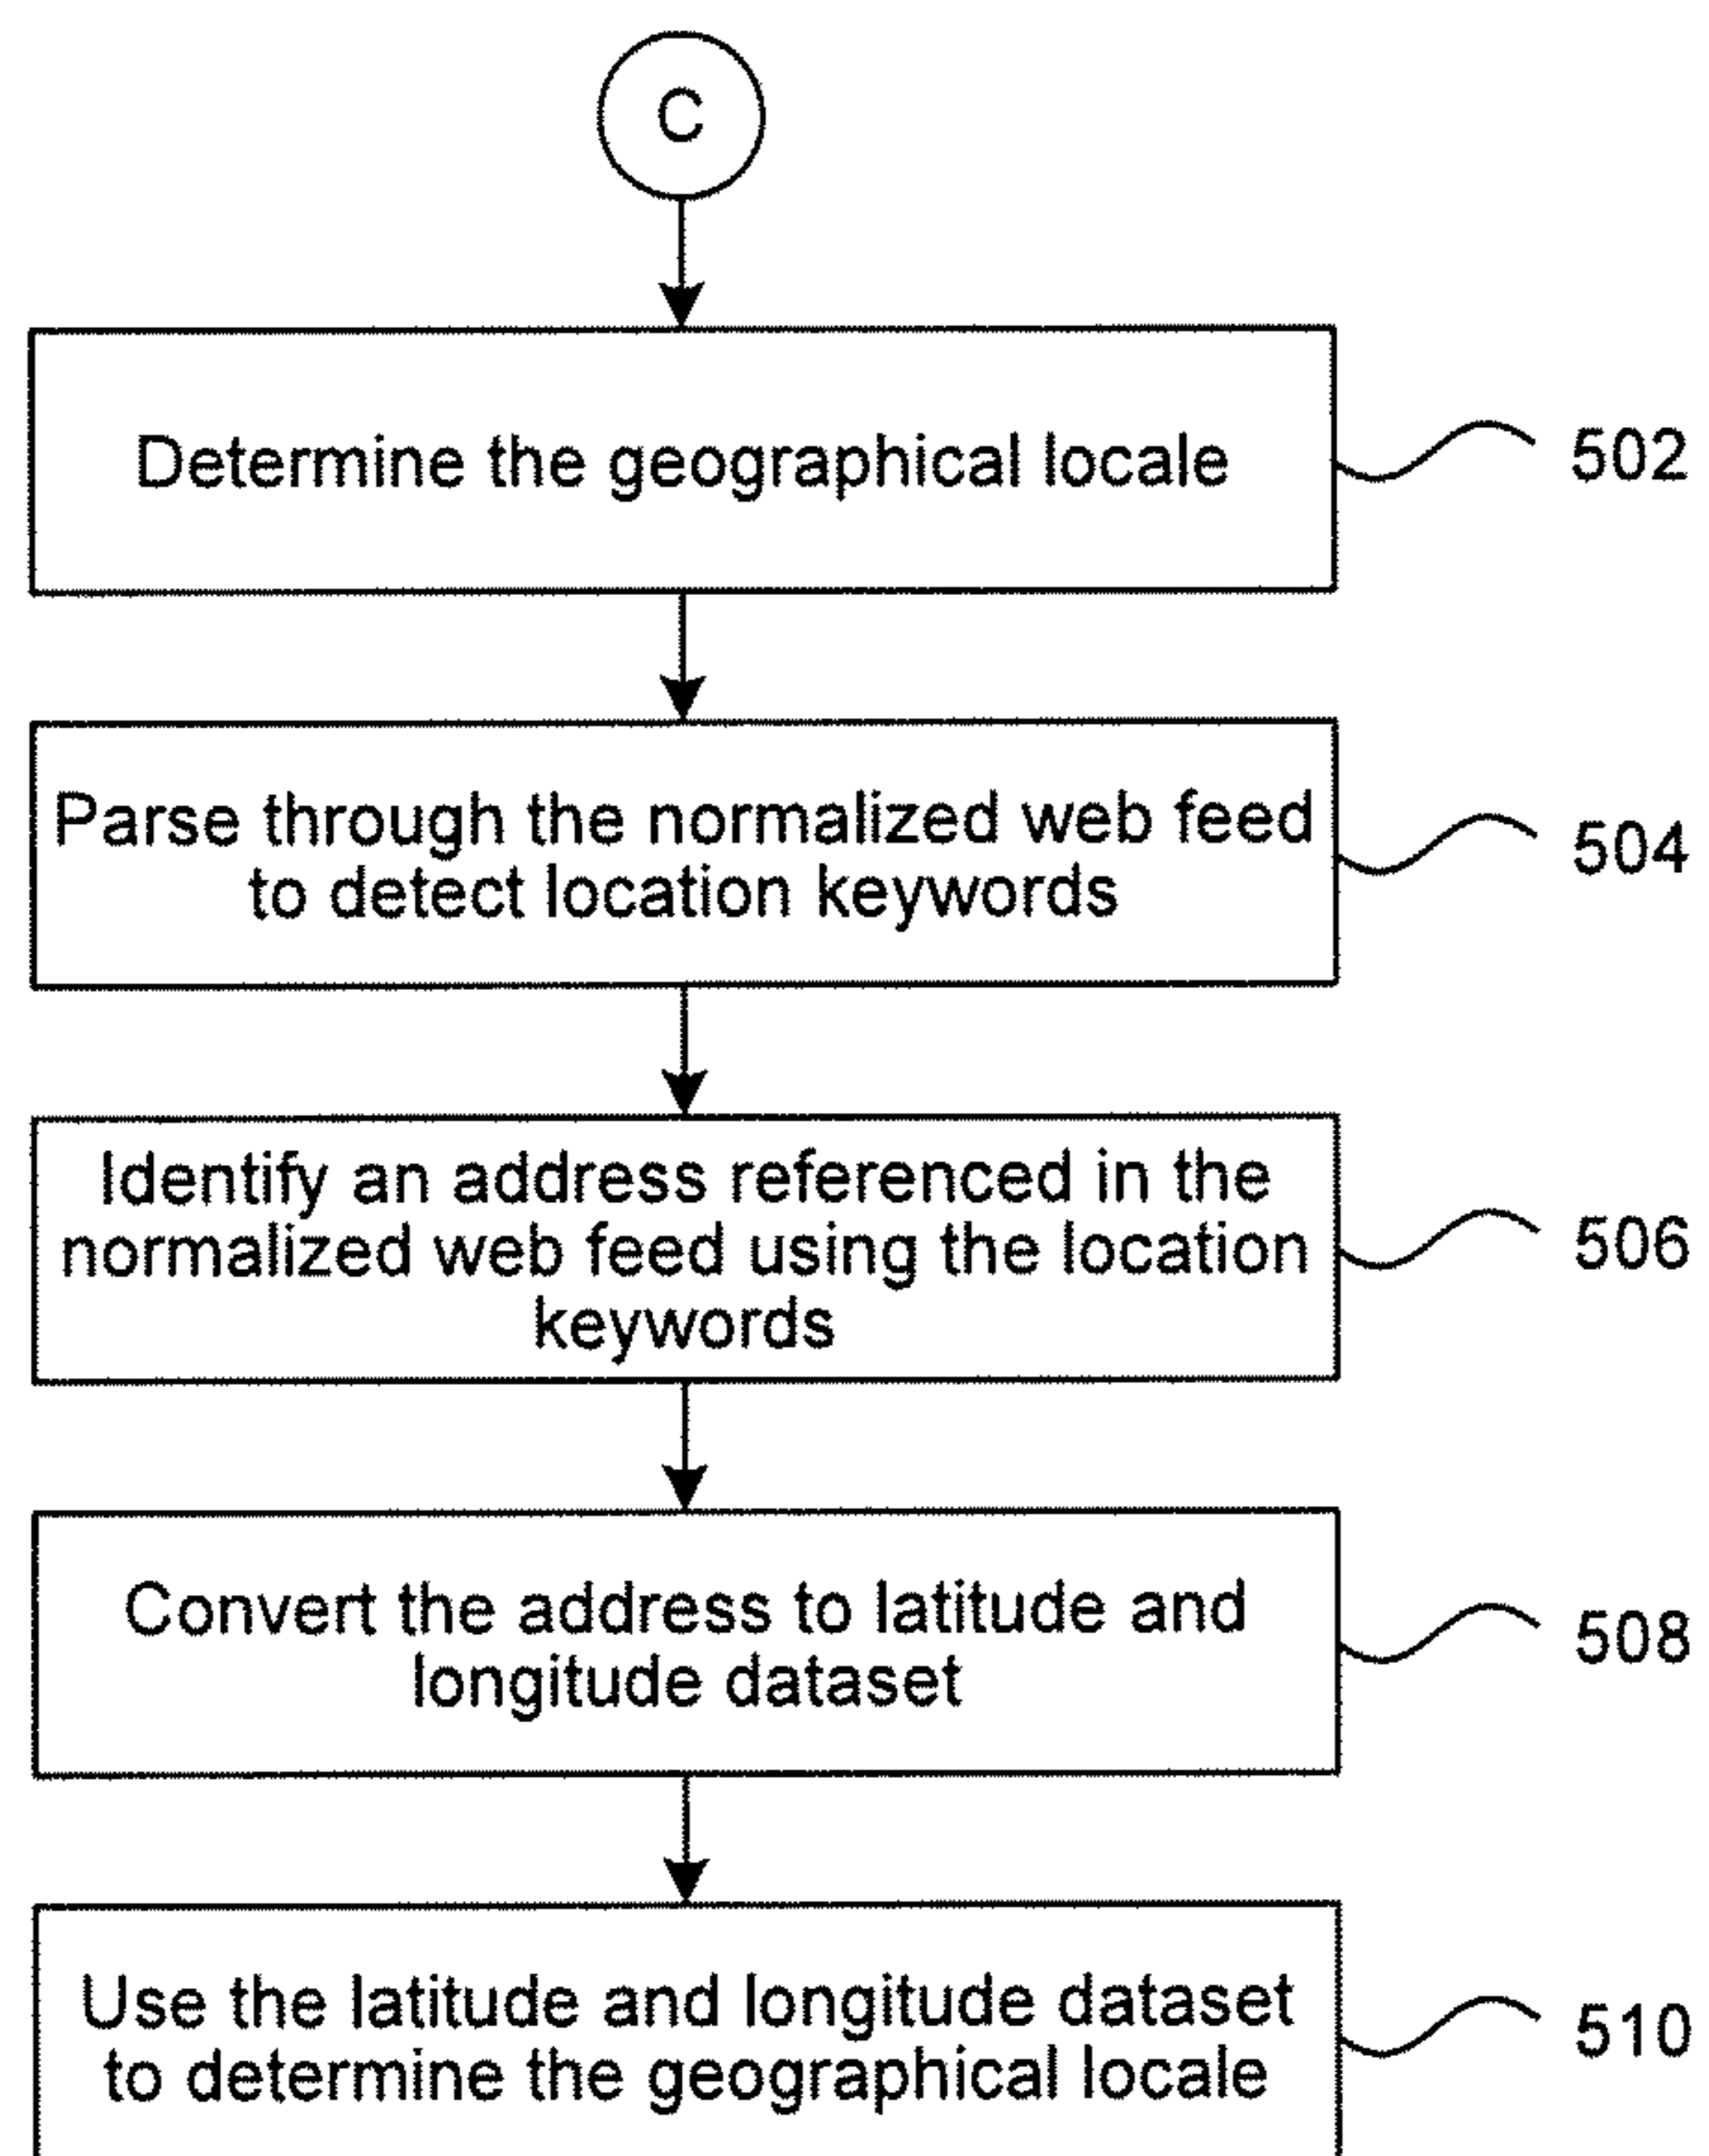 C
Determine the geographical locale
502
Parse through the normalized web feed
to detect location keywords
504
Identify an address referenced in the
normalized web feed using the location
keywords
506
Convert the address to latitude and
longitude dataset
508
Use the latitude and longitude dataset
to determine the geographical locale
510